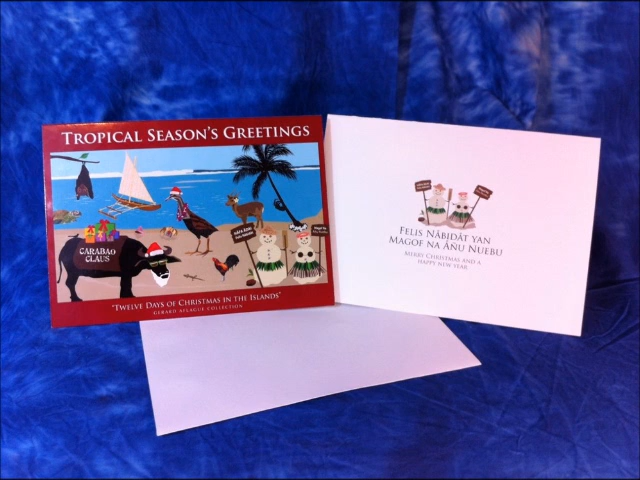 TROPICAL SEASON'S GREETINGS
CARABAO
CLAUS
"TWELVE DAYS OF CHRISTMAS IN THE ISLANDS"
GERARD AFLAGUE COLLECTION
FELIS NÅBIDÅT YAN
MAGOF NA ÅÑU NUEBU
MERRY CHRISTMAS AND A
HAPPY NEW YEAR